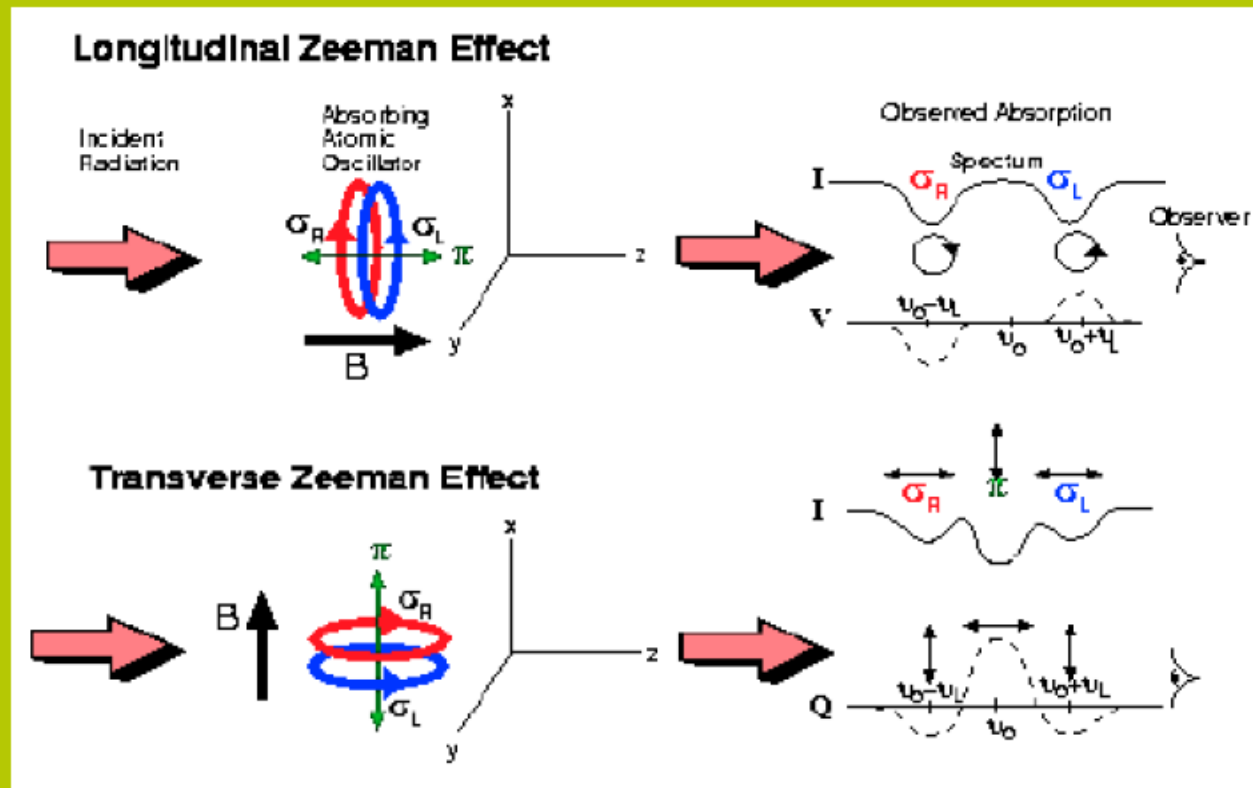 Longitudinal Zeeman Effect
Incident
Radiation
Absorbing
Atomic
Oscillator
σR
σL
π
B
x
y
z
Observed Absorption
Spectum
I
σR
σL
Observer
V
υo−υL
υo
υo+υL
Transverse Zeeman Effect
B
π
σR
σL
x
y
z
I
σR
π
σL
Q
υo−υL
υo
υo+υL